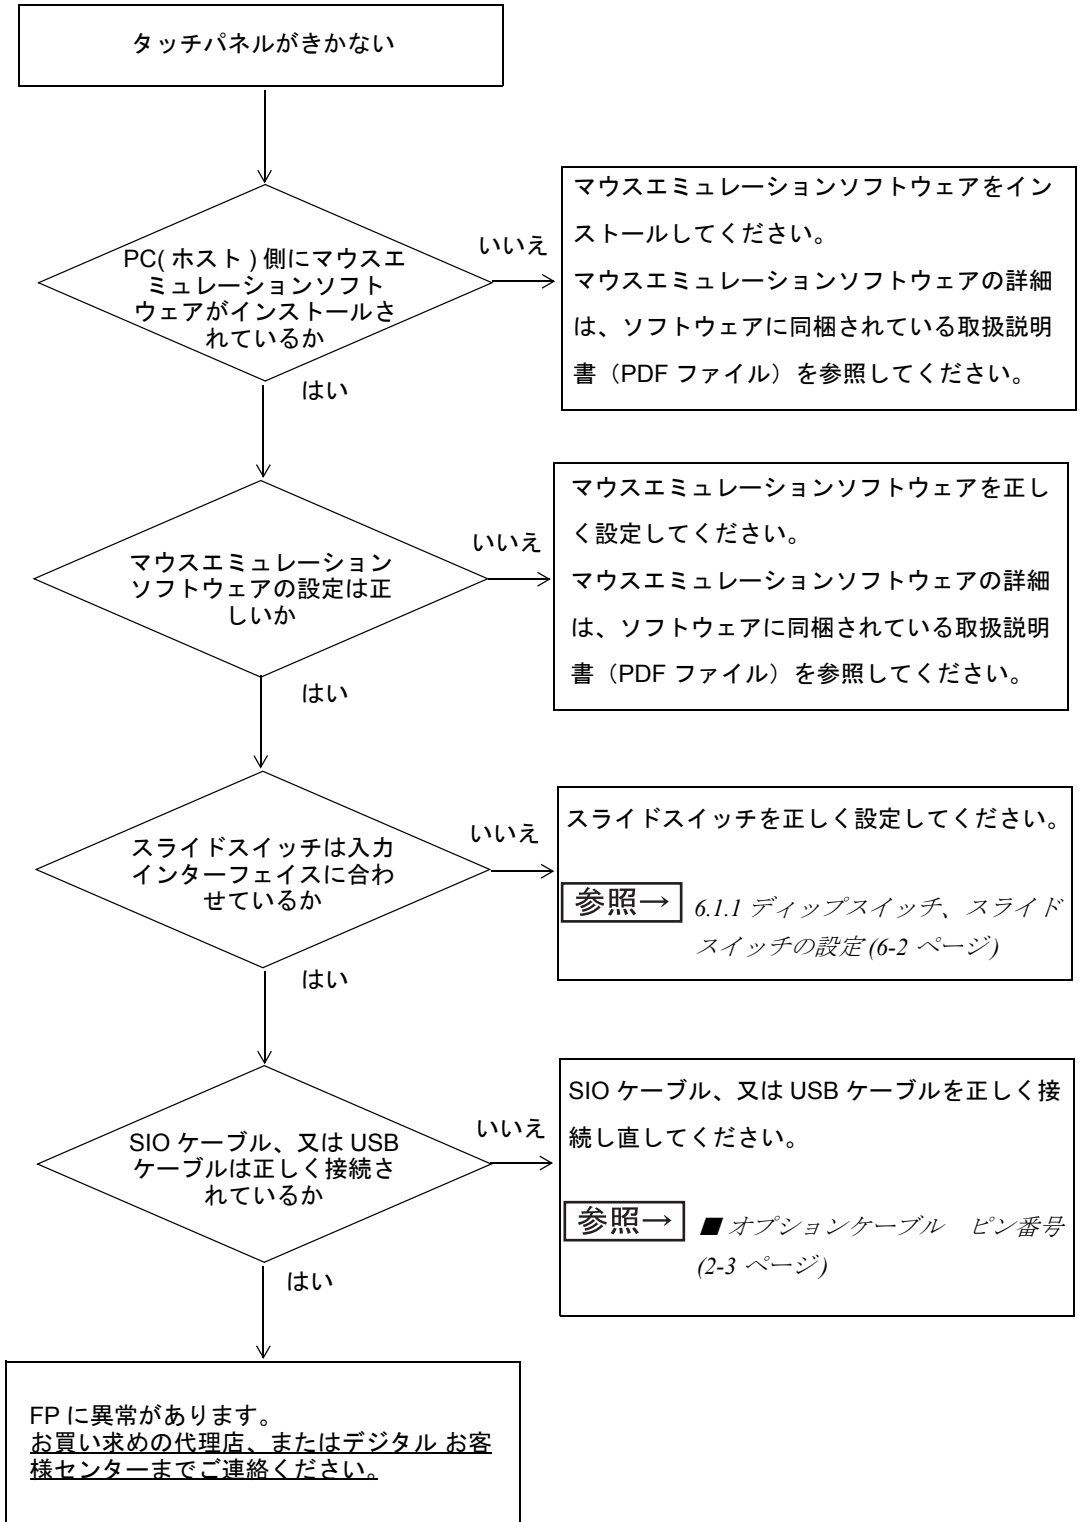 タッチパネルがきかない
PC( ホスト ) 側にマウスエ
ミュレーションソフト
ウェアがインストールさ
れているか
いいえ
マウスエミュレーションソフトウェアをイン
ストールしてください。
マウスエミュレーションソフトウェアの詳細
は、ソフトウェアに同梱されている取扱説明
書（PDF ファイル）を参照してください。
はい
マウスエミュレーション
ソフトウェアの設定は正
しいか
いいえ
マウスエミュレーションソフトウェアを正し
く設定してください。
マウスエミュレーションソフトウェアの詳細
は、ソフトウェアに同梱されている取扱説明
書（PDF ファイル）を参照してください。
はい
スライドスイッチは入力
インターフェイスに合わ
せているか
いいえ
スライドスイッチを正しく設定してください。
参照→ 6.1.1 ディップスイッチ、スライド
スイッチの設定 (6-2 ページ)
はい
SIO ケーブル、又は USB
ケーブルは正しく接続さ
れているか
いいえ
SIO ケーブル、又は USB ケーブルを正しく接
続し直してください。
参照→ ■ オプションケーブル　ピン番号
(2-3 ページ)
はい
FP に異常があります。
お買い求めの代理店、またはデジタル お客
様センターまでご連絡ください。